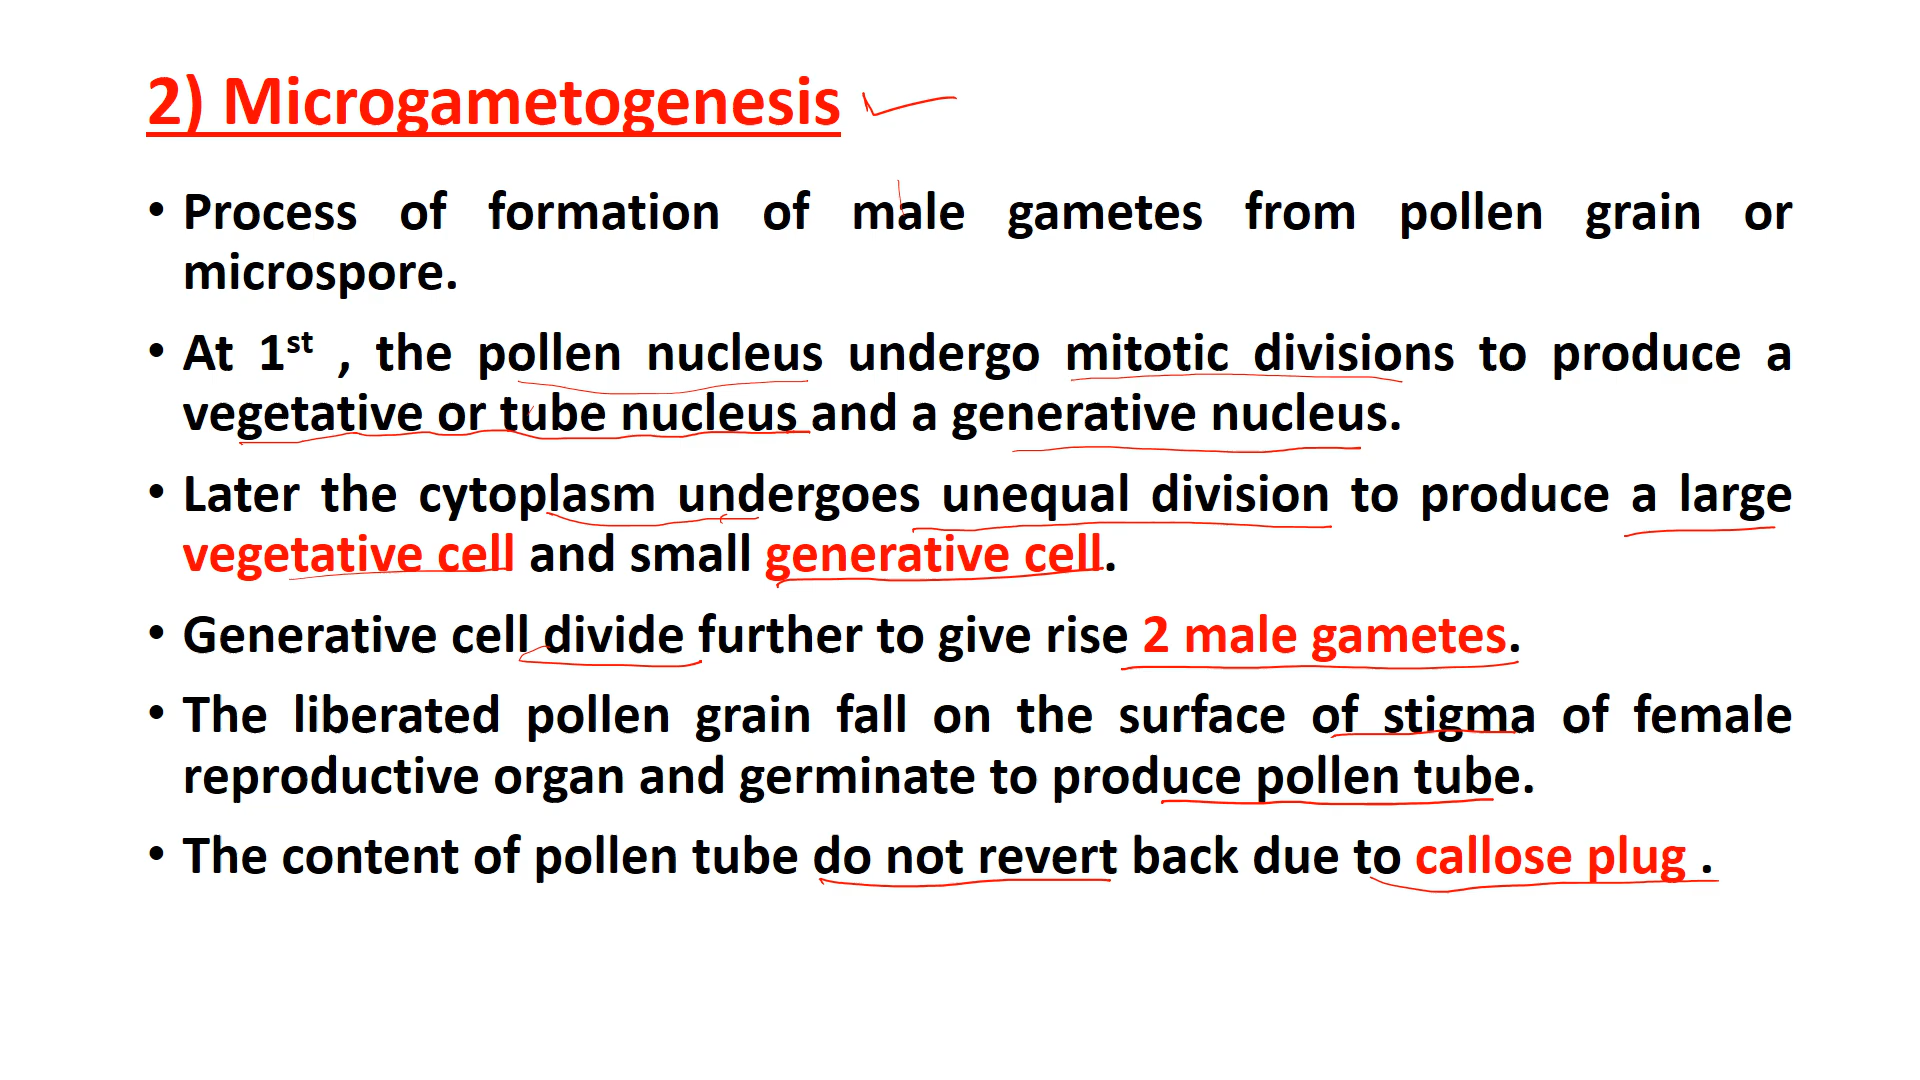 2) Microgametogenesis
• Process of formation of male gametes from pollen grain or
microspore.
• At 1st , the pollen nucleus undergo mitotic divisions to produce a
vegetative or tube nucleus and a generative nucleus.
• Later the cytoplasm undergoes unequal division to produce a large
vegetative cell and small generative cell.
• Generative cell divide further to give rise 2 male gametes.
• The liberated pollen grain fall on the surface of stigma of female
reproductive organ and germinate to produce pollen tube.
• The content of pollen tube do not revert back due to callose plug .